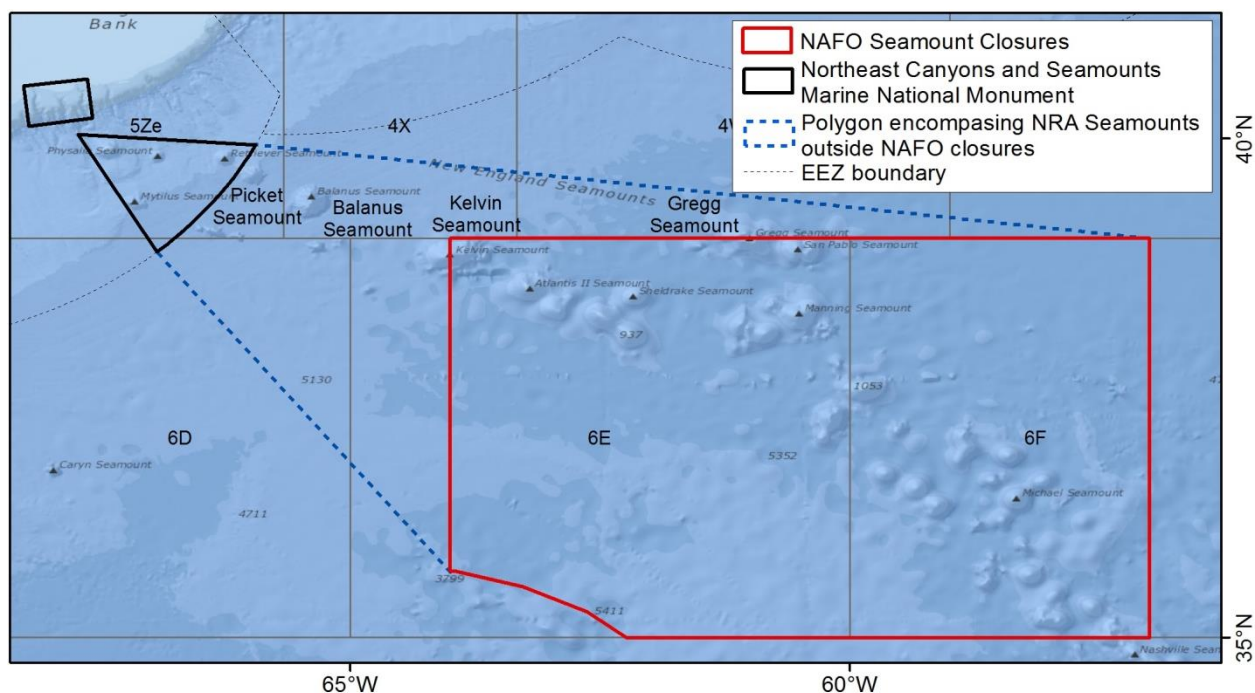 Bank
NAFO Seamount Closures
Northeast Canyons and Seamounts
Marine National Monument
Polygon encompasing NRA Seamounts
outside NAFO closures
EEZ boundary
5Ze
4X
40°N
Physalia Seamount
Retriever Seamount
New England Seamounts
Mytilus Seamount
Balanus Seamount
Picket
Seamount
Balanus
Seamount
Kelvin
Seamount
Gregg
Seamount
Gregg Seamount
Kelvin Seamount
San Pablo Seamount
Atlantis II Seamount
Sheldrake Seamount
Manning Seamount
937
5130
1053
6D
6E
6F
5352
Caryn Seamount
Michael Seamount
4711
3799
5411
35°N
Nashville Seam
65°W
60°W